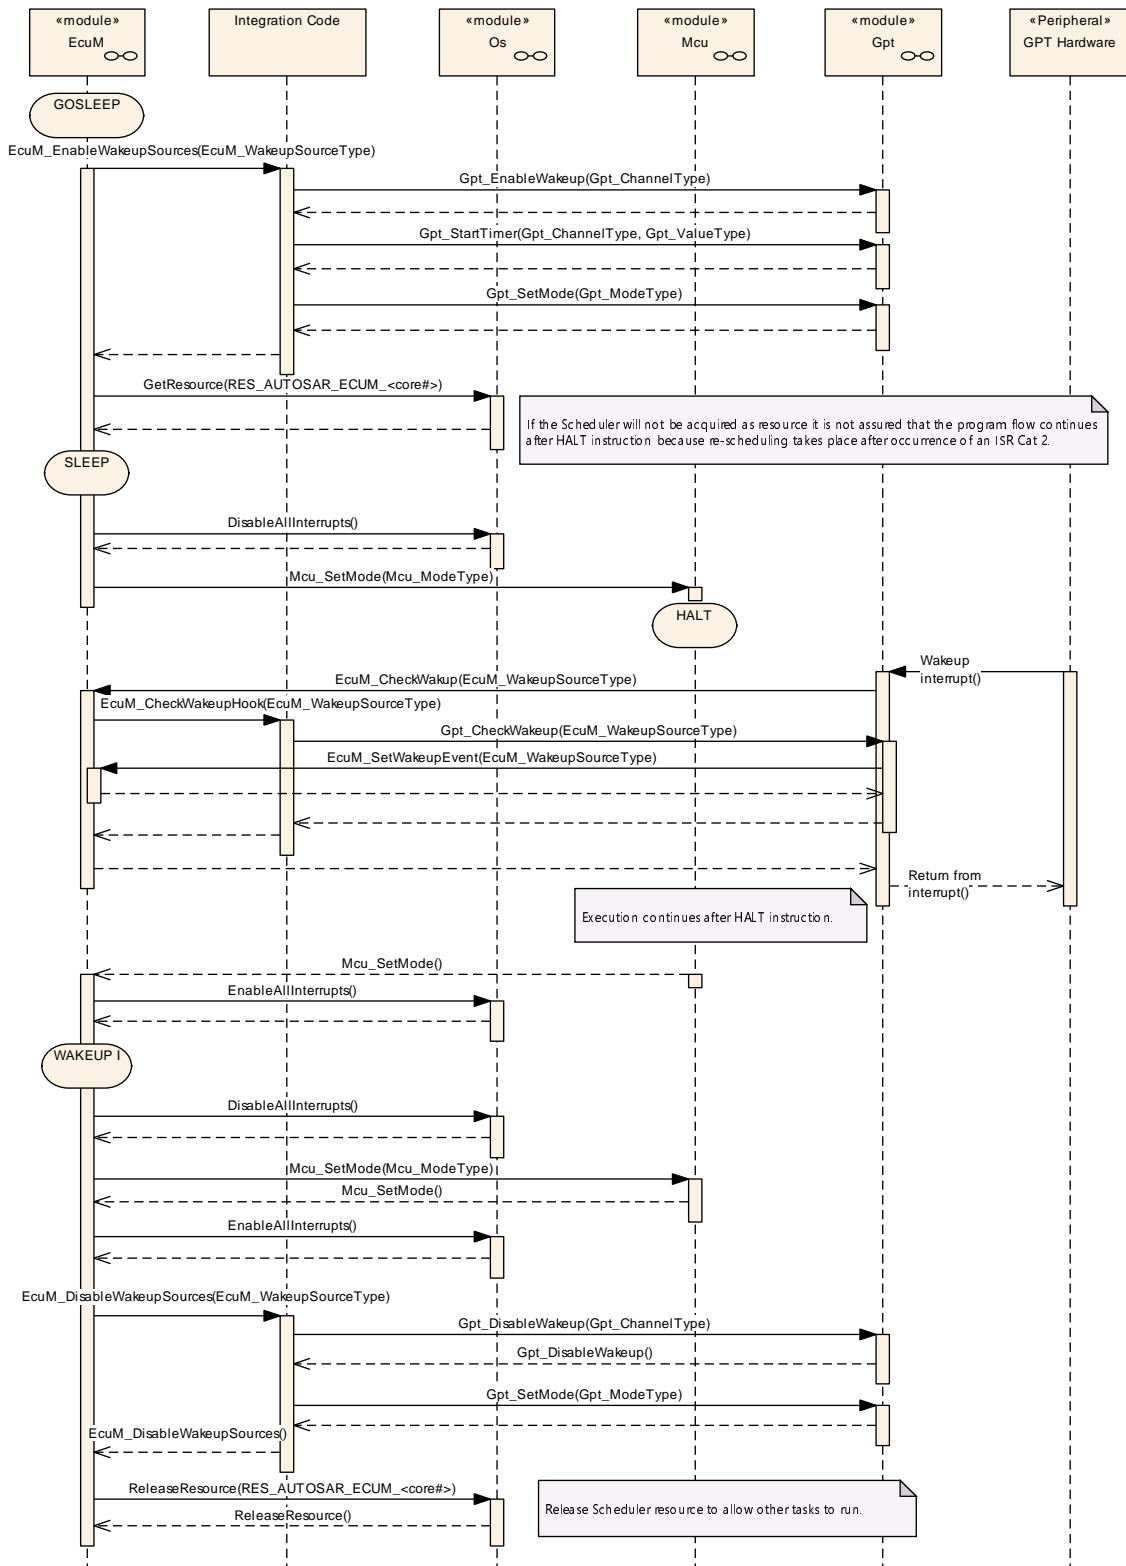 «module»
EcuM
Integration Code
«module»
Os
«module»
Mcu
«module»
Gpt
«Peripheral»
GPT Hardware
GOSLEEP
EcuM_EnableWakeupSources(EcuM_WakeupSourceType)
Gpt_EnableWakeup(Gpt_ChannelType)
Gpt_StartTimer(Gpt_ChannelType, Gpt_ValueType)
Gpt_SetMode(Gpt_ModeType)
GetResource(RES_AUTOSAR_ECUM_<core#>)
If the Scheduler will not be acquired as resource it is not assured that the program flow continues
after HALT instruction because re-scheduling takes place after occurrence of an ISR Cat 2.
SLEEP
DisableAllInterrupts()
Mcu_SetMode(Mcu_ModeType)
HALT
Wakeup
interrupt()
EcuM_CheckWakup(EcuM_WakeupSourceType)
EcuM_CheckWakeupHook(EcuM_WakeupSourceType)
Gpt_CheckWakup(EcuM_WakeupSourceType)
EcuM_SetWakeupEvent(EcuM_WakeupSourceType)
Return from
interrupt()
Execution continues after HALT instruction.
Mcu_SetMode()
EnableAllInterrupts()
WAKEUP I
DisableAllInterrupts()
Mcu_SetMode(Mcu_ModeType)
Mcu_SetMode()
EnableAllInterrupts()
EcuM_DisableWakeupSources(EcuM_WakeupSourceType)
Gpt_DisableWakeup(Gpt_ChannelType)
Gpt_DisableWakeup()
Gpt_SetMode(Gpt_ModeType)
EcuM_DisableWakeupSources()
ReleaseResource(RES_AUTOSAR_ECUM_<core#>)
Release Scheduler resource to allow other tasks to run.
ReleaseResource()